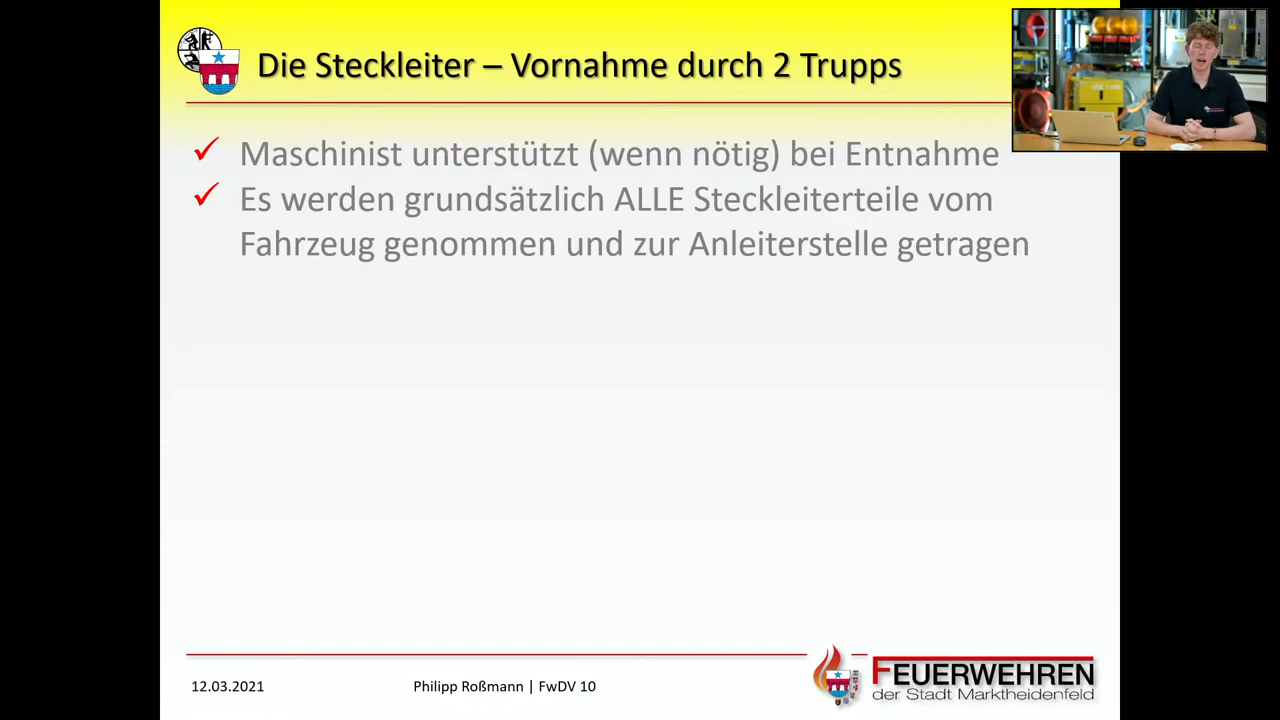 Die Steckleiter – Vornahme durch 2 Trupps
Maschinist unterstützt (wenn nötig) bei Entnahme
Es werden grundsätzlich ALLE Steckleiterteile vom
Fahrzeug genommen und zur Anleiterstelle getragen
12.03.2021
Philipp Roßmann | FwDV 10
FEUERWEHREN
der Stadt Marktheidenfeld